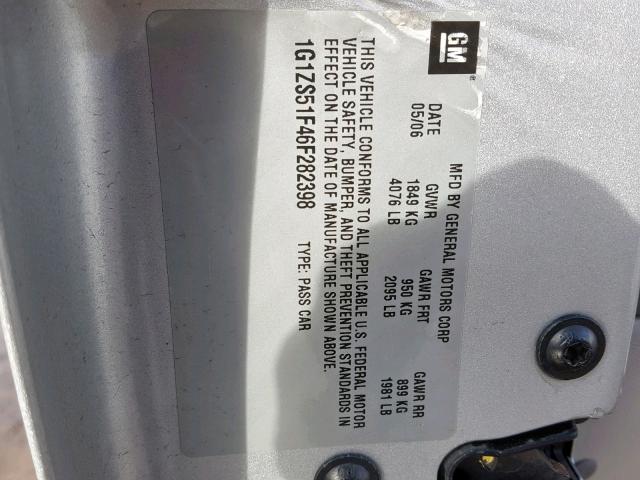 GM
MFD BY GENERAL MOTORS CORP
DATE GVWR GAWR FRT GAWR RR
05/06 1849 KG 950 KG 899 KG
4076 LB 2095 LB 1981 LB
THIS VEHICLE CONFORMS TO ALL APPLICABLE U.S. FEDERAL MOTOR
VEHICLE SAFETY, BUMPER, AND THEFT PREVENTION STANDARDS IN
EFFECT ON THE DATE OF MANUFACTURE SHOWN ABOVE.
1G1ZS51F46F282398 TYPE: PASS CAR